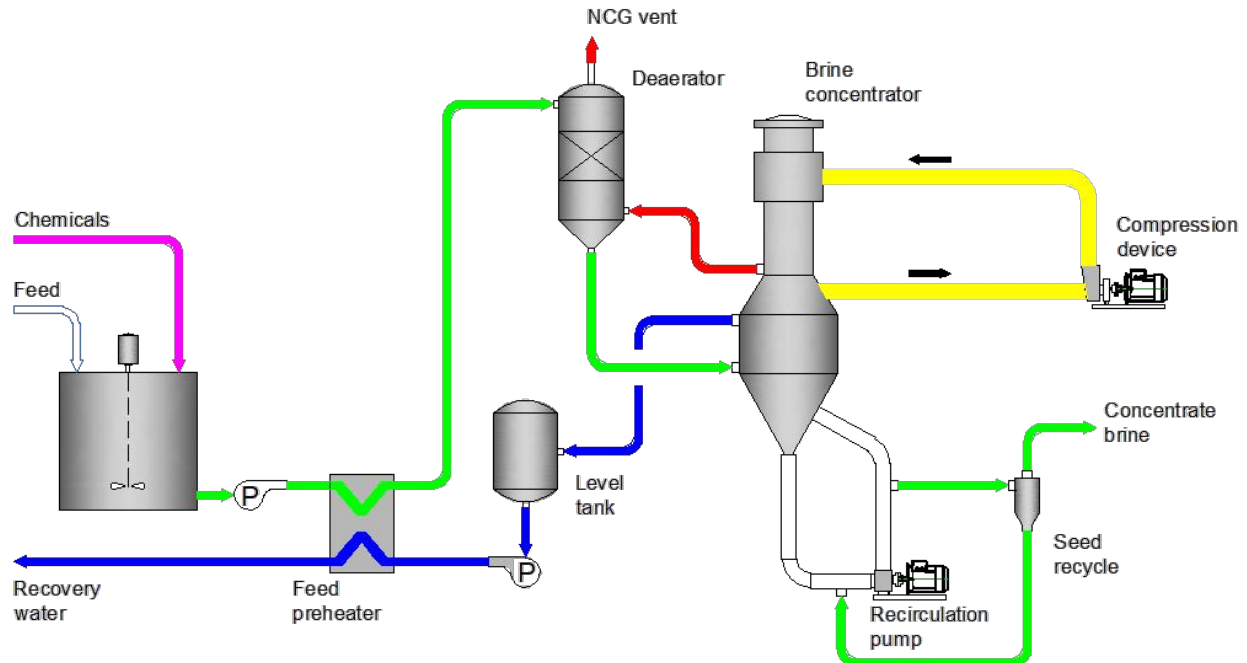 NCG vent
Deaerator
Brine
concentrator
Chemicals
Feed
Compression
device
Concentrate
brine
P
Level
tank
P
Seed
recycle
Recovery
water
Feed
preheater
Recirculation
pump